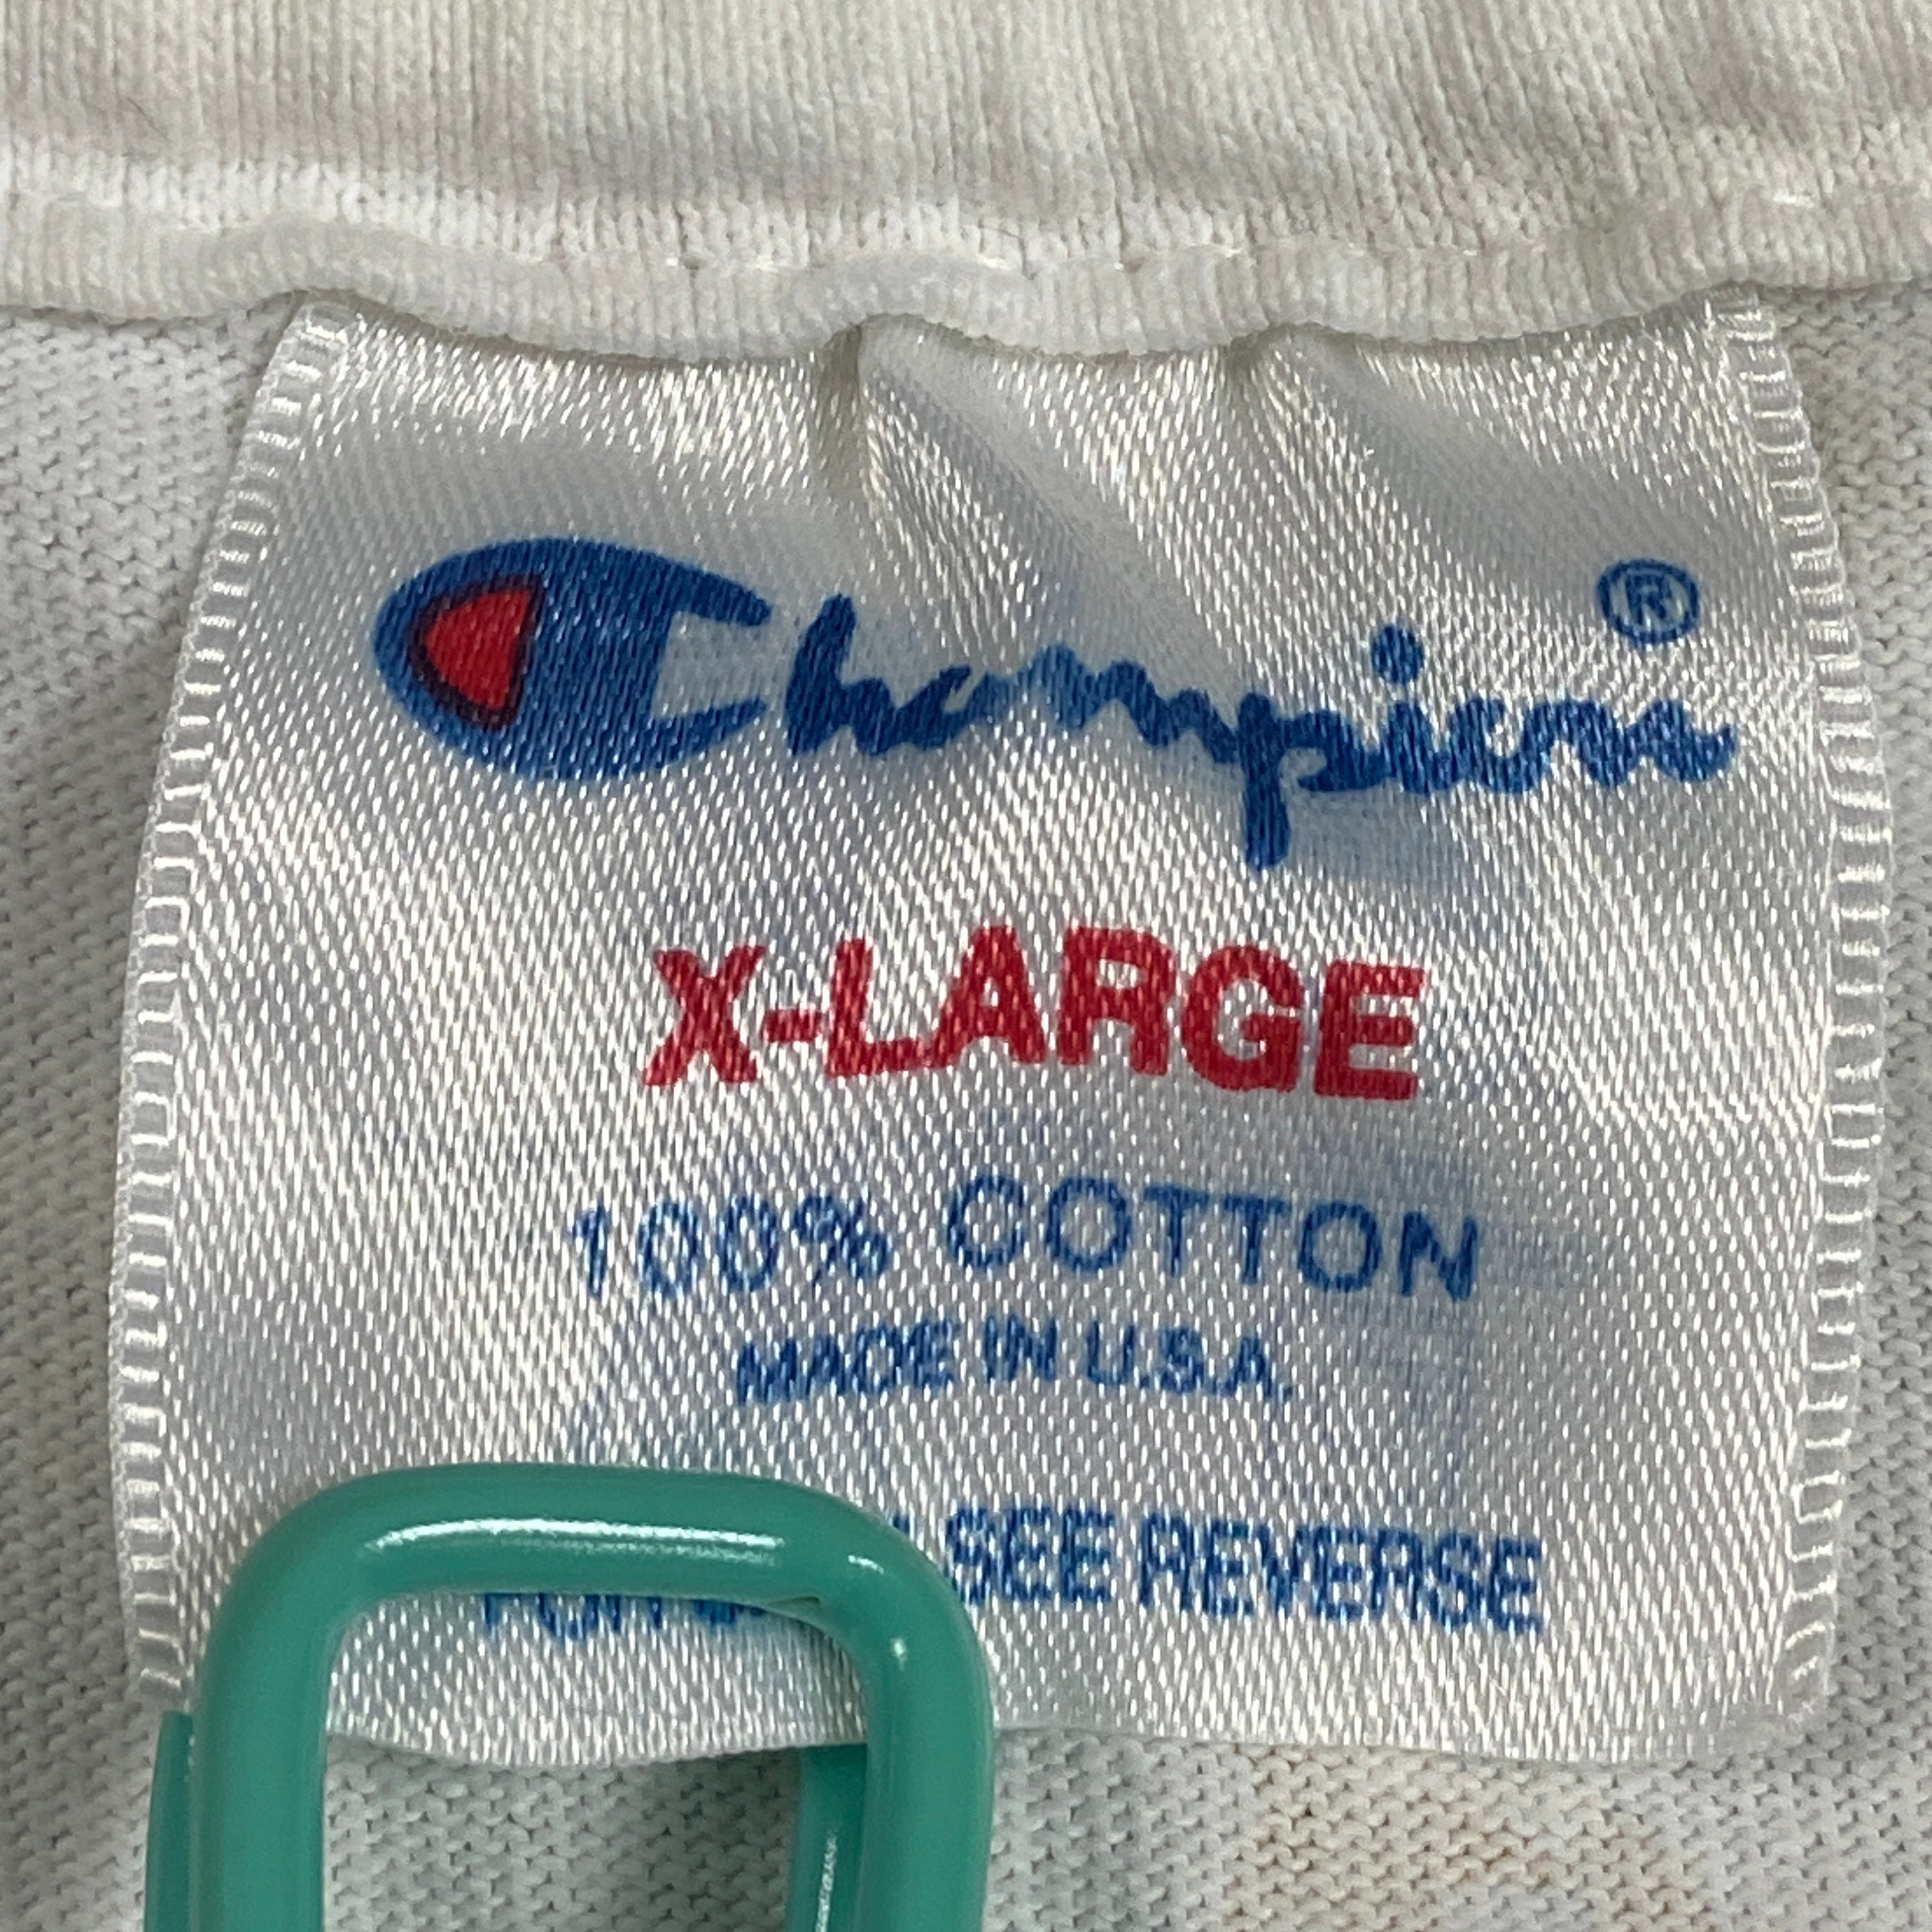 Champion®
X-LARGE
100% COTTON
MADE IN U.S.A.
SEE REVERSE